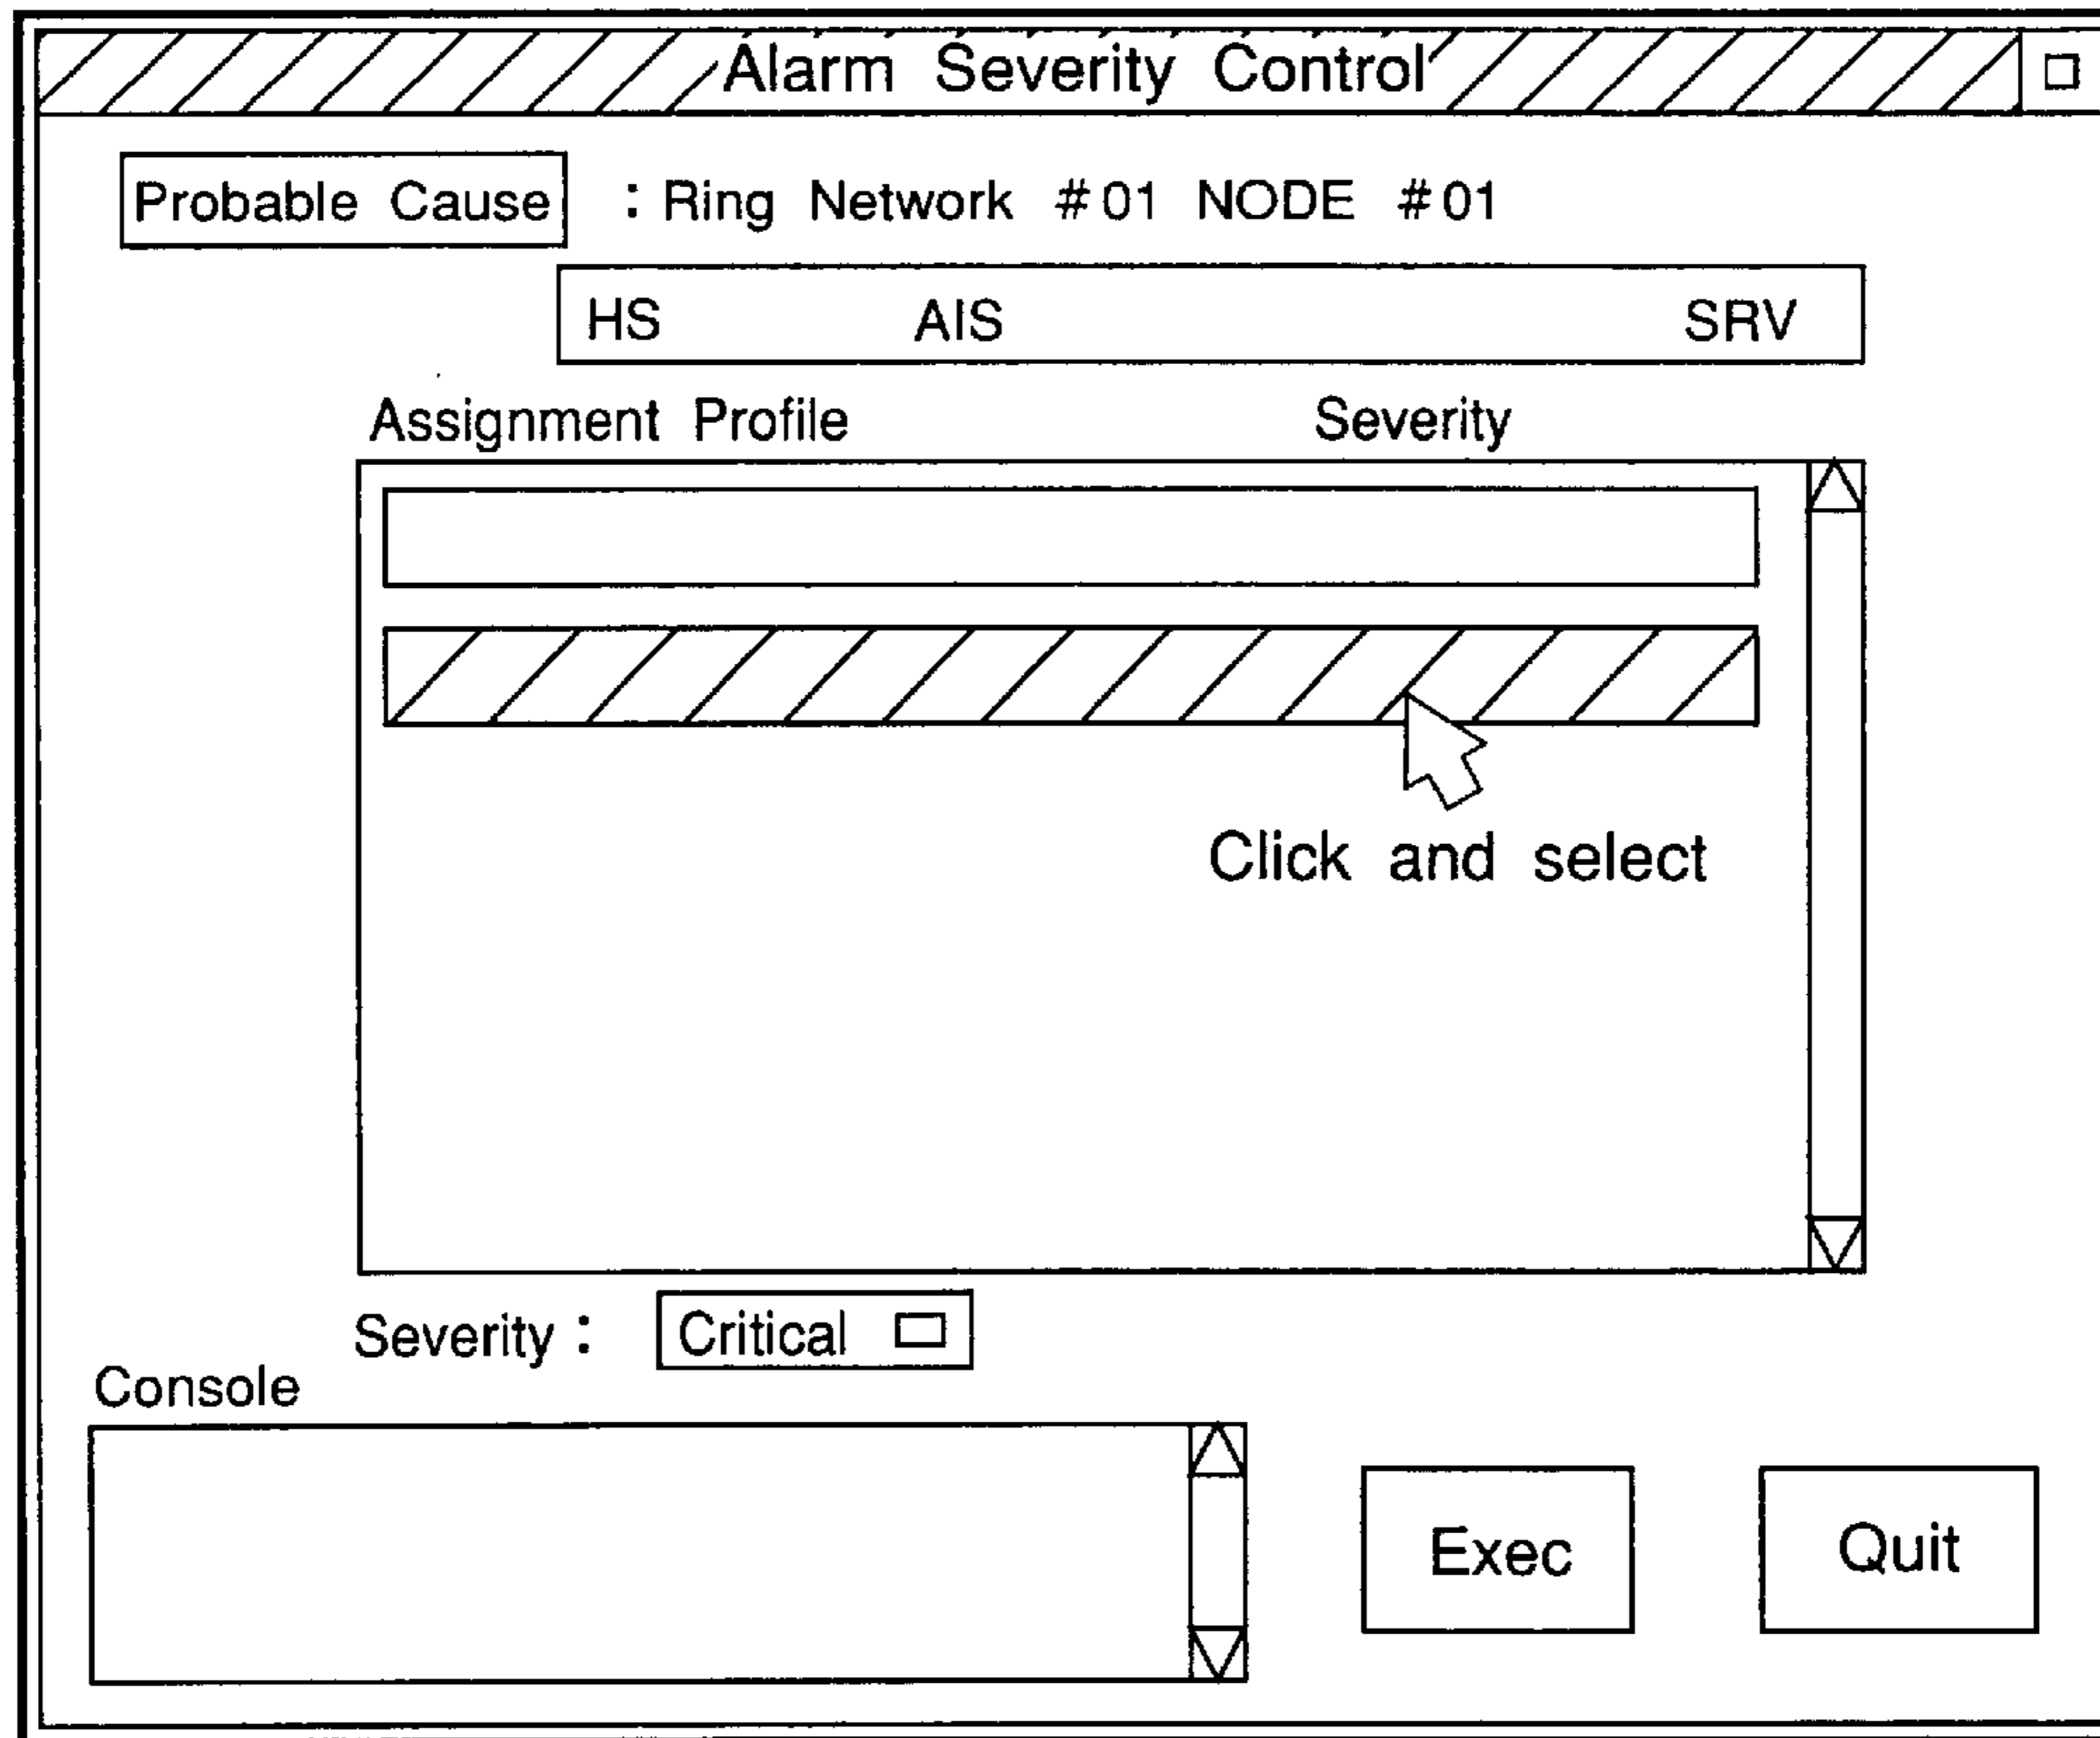 Alarm Severity Control
Probable Cause : Ring Network #01 NODE #01
HS AIS SRV
Assignment Profile Severity
Click and select
Severity : Critical
Console
Exec Quit